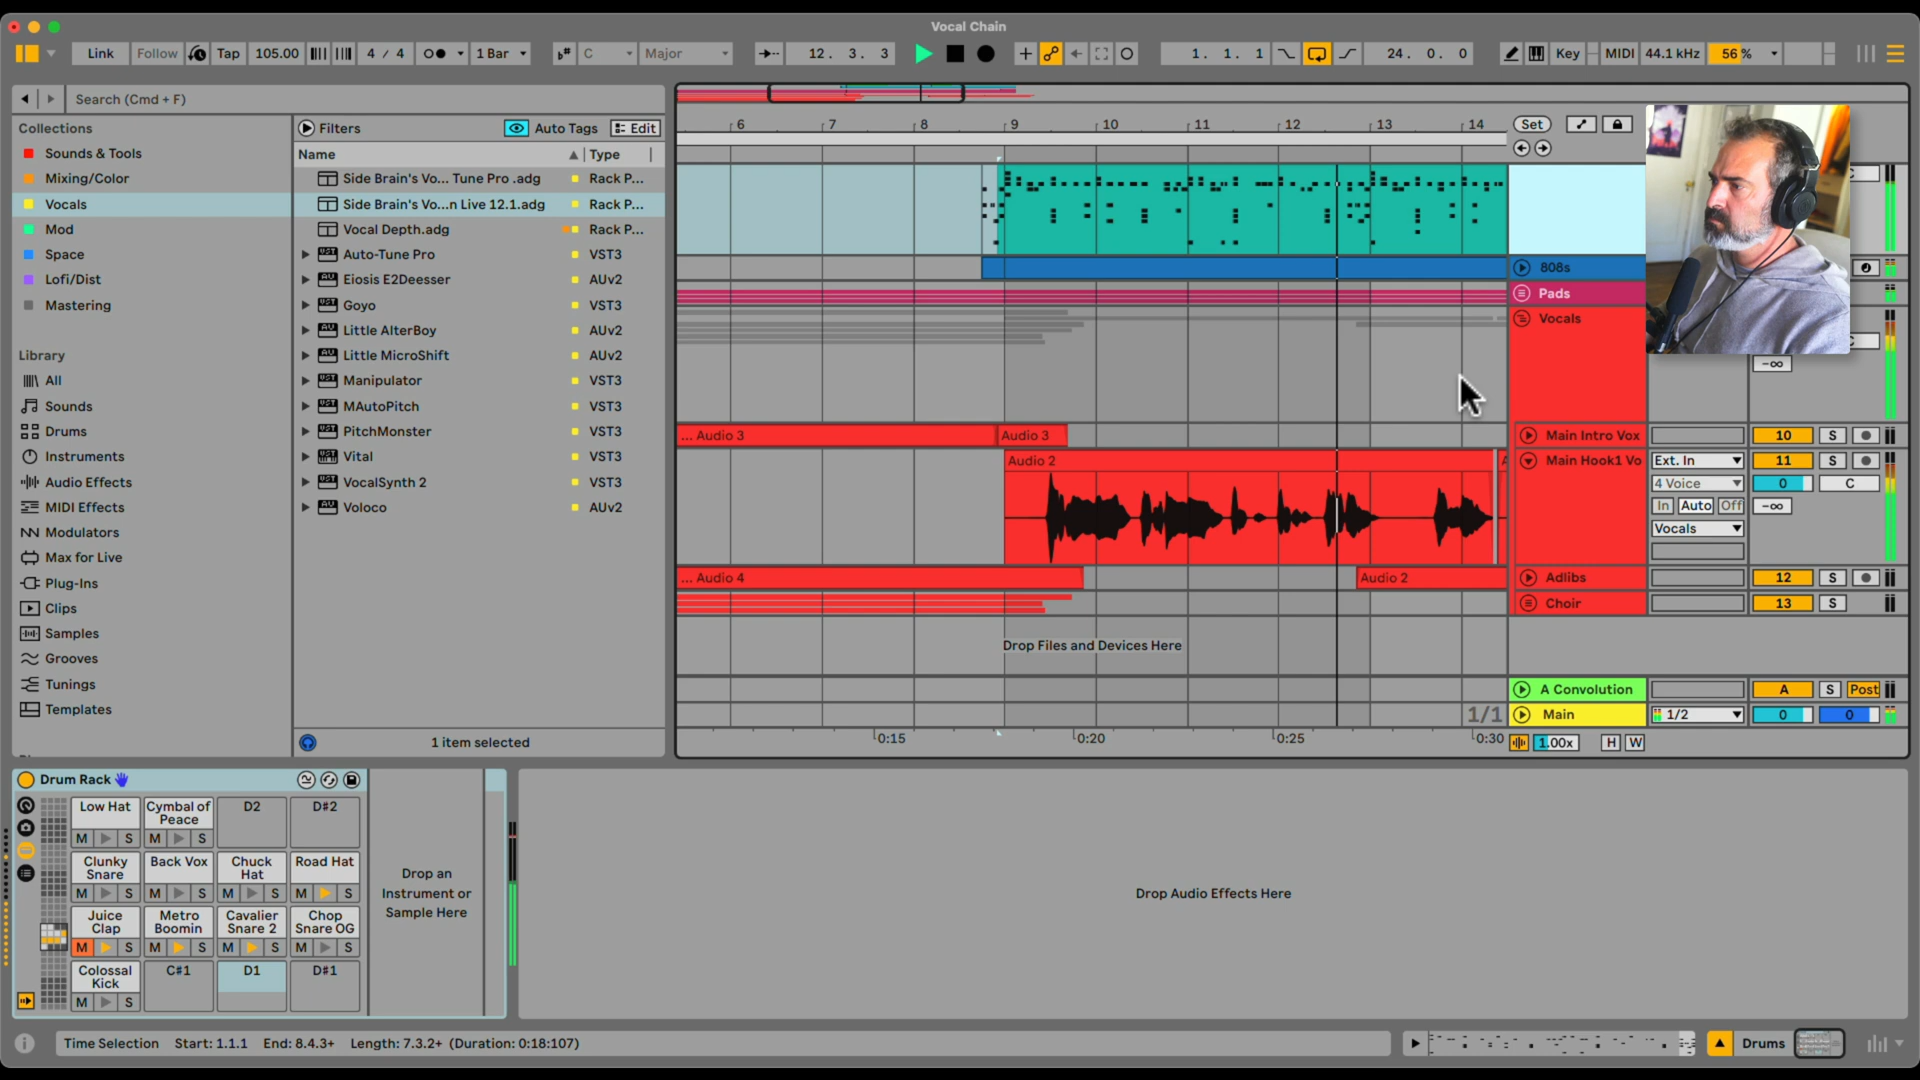 Vocal Chain
Link Follow Tap 105.00 4 / 4 1 Bar C Major 12. 3. 3 1. 1. 1 24. 0. 0 Key MIDI 44.1 kHz 56 %
Search (Cmd + F)
Collections
Sounds & Tools
Mixing/Color
Vocals
Mod
Space
Lofi/Dist
Mastering
Library
All
Sounds
Drums
Instruments
Audio Effects
MIDI Effects
Modulators
Max for Live
Plug-Ins
Clips
Samples
Grooves
Tunings
Templates
Filters Auto Tags Edit
Name Type
Side Brain's Vo... Tune Pro .adg Rack P...
Side Brain's Vo...n Live 12.1.adg Rack P...
Vocal Depth.adg Rack P...
Auto-Tune Pro VST3
Eiosis E2Deesser AUv2
Goyo VST3
Little AlterBoy AUv2
Little MicroShift AUv2
Manipulator VST3
MAutoPitch VST3
PitchMonster VST3
Vital VST3
VocalSynth 2 VST3
Voloco AUv2
1 item selected
6 7 8 9 10 11 12 13 14 Set
808s
Pads
Vocals
-∞
... Audio 3 Audio 3 Main Intro Vox 10 S
Audio 2 Main Hook1 Vo Ext. In 11 S
4 Voice 0 C
In Auto Off -∞
Vocals
... Audio 4 Audio 2 Adlibs 12 S
Choir 13 S
Drop Files and Devices Here
A Convolution A S Post
1/1 Main 1/2 0 0
0:15 0:20 0:25 0:30 1.00x H W
Drum Rack
Low Hat Cymbal of Peace D2 D#2
M S M S
Clunky Snare Back Vox Chuck Hat Road Hat
M S M S M S M S
Juice Clap Metro Boomin Cavalier Snare 2 Chop Snare OG
M S M S M S M S
Colossal Kick C#1 D1 D#1
M S
Drop an
Instrument or
Sample Here
Drop Audio Effects Here
Time Selection Start: 1.1.1 End: 8.4.3+ Length: 7.3.2+ (Duration: 0:18:107)
Drums